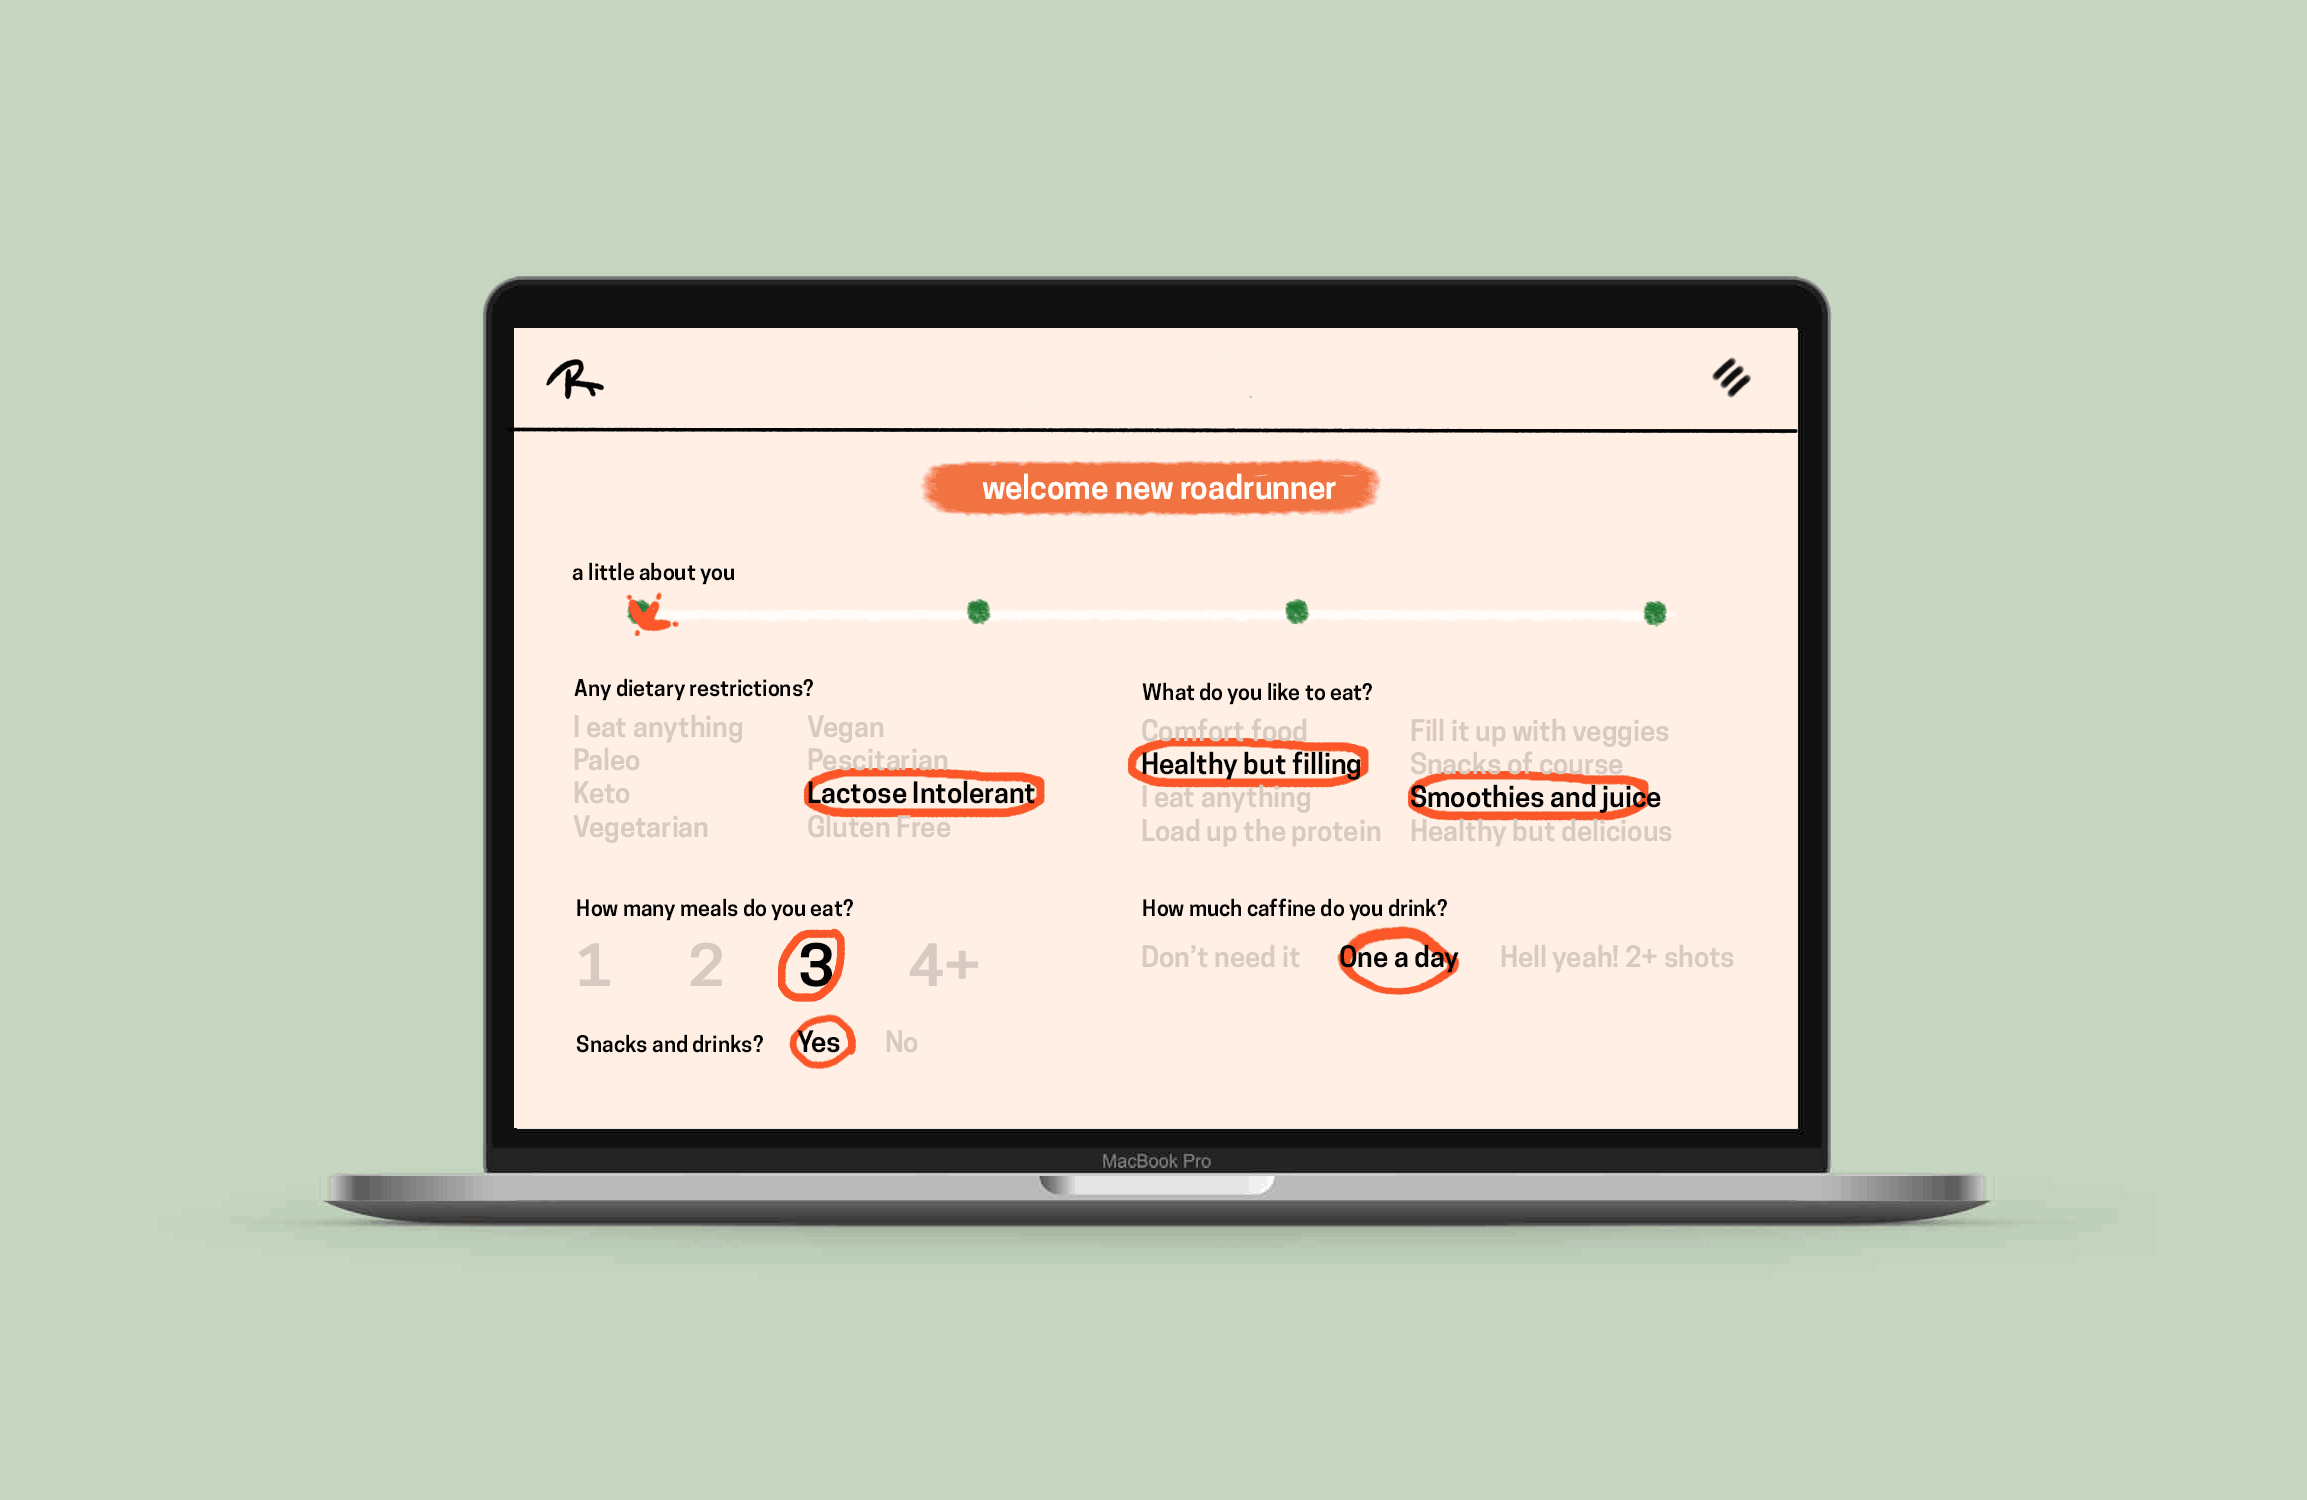 R
welcome new roadrunner
a little about you
Any dietary restrictions?
I eat anything
Vegan
Paleo
Pescitarian
Keto
Lactose Intolerant
Vegetarian
Gluten Free
What do you like to eat?
Comfort food
Fill it up with veggies
Healthy but filling
Snacks of course
I eat anything
Smoothies and juice
Load up the protein
Healthy but delicious
How many meals do you eat?
1 2 3 4+
Snacks and drinks? Yes No
How much caffine do you drink?
Don't need it One a day Hell yeah! 2+ shots
MacBook Pro